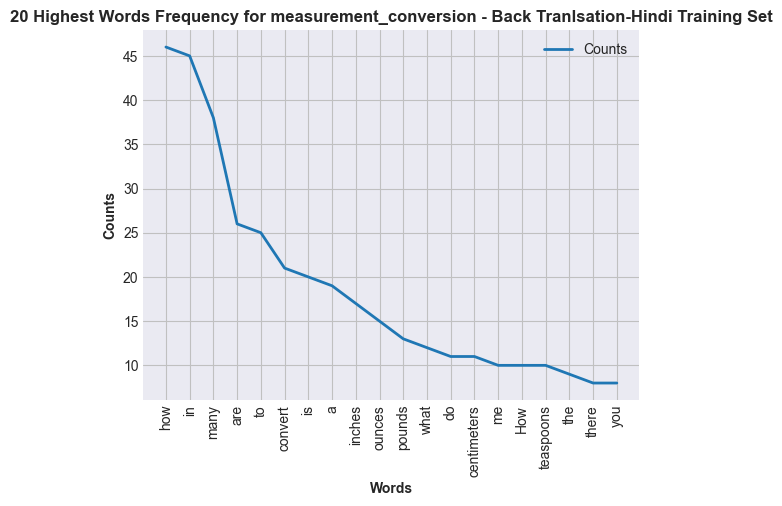 20 Highest Words Frequency for measurement_conversion - Back Tranlsation-Hindi Training Set
Counts
45
40
35
30
25
20
15
10
Counts
how
in
many
are
to
convert
is
a
inches
ounces
pounds
what
do
centimeters
me
How
teaspoons
the
there
you
Words